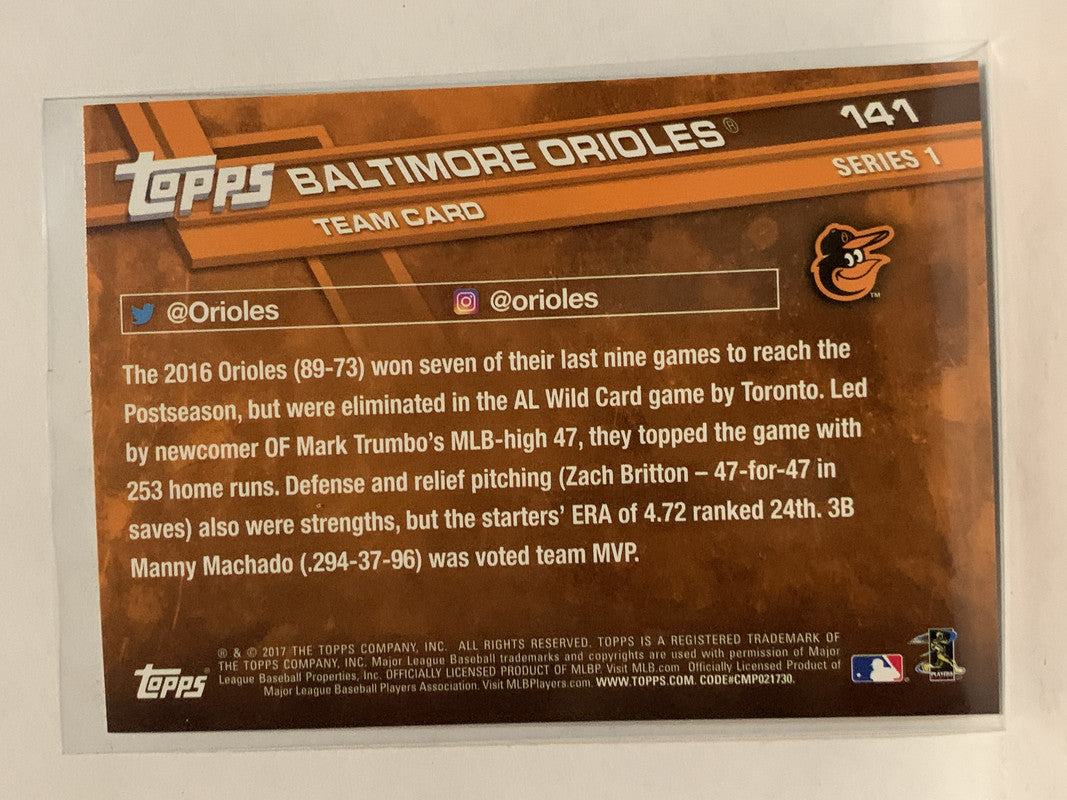 topps BALTIMORE ORIOLES® 141
TEAM CARD SERIES 1
@Orioles @orioles
TM
The 2016 Orioles (89-73) won seven of their last nine games to reach the
Postseason, but were eliminated in the AL Wild Card game by Toronto. Led
by newcomer OF Mark Trumbo's MLB-high 47, they topped the game with
253 home runs. Defense and relief pitching (Zach Britton – 47-for-47 in
saves) also were strengths, but the starters' ERA of 4.72 ranked 24th. 3B
Manny Machado (.294-37-96) was voted team MVP.
topps
® & © 2017 THE TOPPS COMPANY, INC. ALL RIGHTS RESERVED. TOPPS IS A REGISTERED TRADEMARK OF
THE TOPPS COMPANY, INC. Major League Baseball trademarks and copyrights are used with permission of Major
League Baseball Properties, Inc. OFFICIALLY LICENSED PRODUCT OF MLBP. Visit MLB.com. Officially Licensed Product of
Major League Baseball Players Association. Visit MLBPlayers.com. WWW.TOPPS.COM. CODE#CMP021730.
PLAYERS